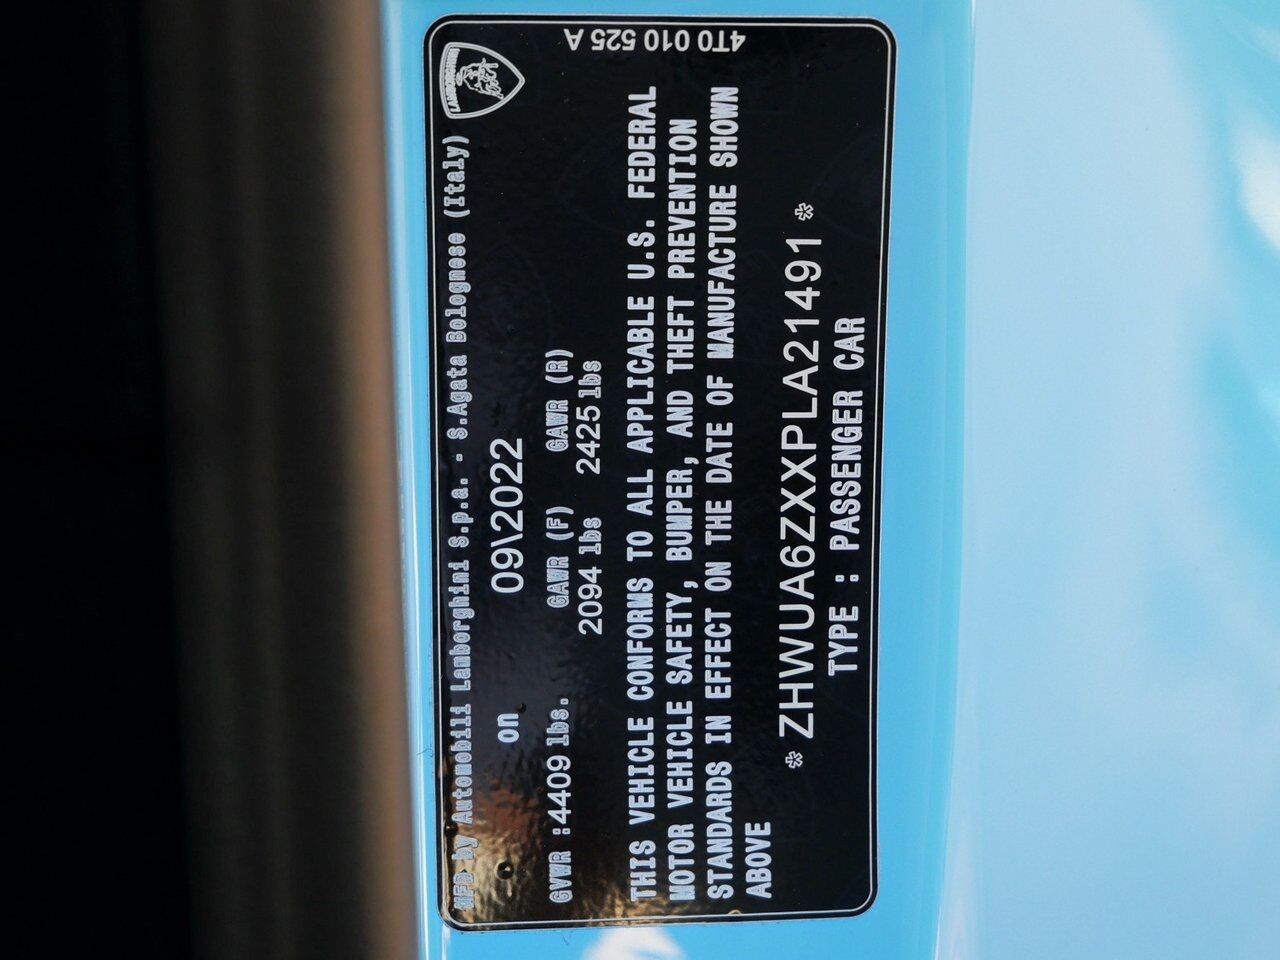 LAMBORGHINI
MFD by Automobili Lamborghini S.p.a. - S.Agata Bolognese (Italy)
on 09\2022
GVWR : 4409 lbs. GAWR (F) GAWR (R)
2094 lbs 2425 lbs
THIS VEHICLE CONFORMS TO ALL APPLICABLE U.S. FEDERAL
MOTOR VEHICLE SAFETY, BUMPER, AND THEFT PREVENTION
STANDARDS IN EFFECT ON THE DATE OF MANUFACTURE SHOWN
ABOVE
* ZHWUA6ZXXPLA21491 *
TYPE : PASSENGER CAR
4T0 010 525 A